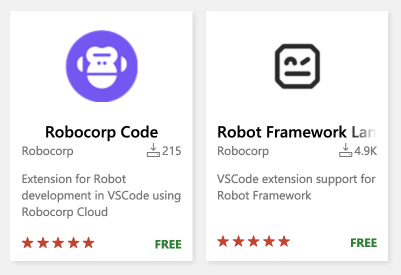 Robocorp Code
Robocorp 215
Extension for Robot
development in VSCode using
Robocorp Cloud
FREE
Robot Framework Lan
Robocorp 4.9K
VSCode extension support for
Robot Framework
FREE